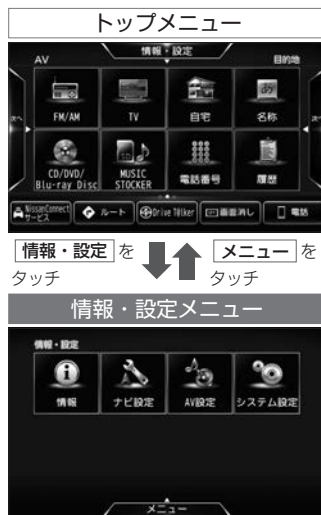 トップメニュー
情報・設定
AV
目的地
次へ
FM/AM
TV
自宅
名称
次へ
CD/DVD/
Blu-ray Disc
MUSIC
STOCKER
電話番号
履歴
NissanConnect
サービス
ルート
Drive T@lker
画面消し
電話
情報・設定 を
タッチ
メニュー を
タッチ
情報・設定メニュー
情報・設定
情報
ナビ設定
AV設定
システム設定
メニュー